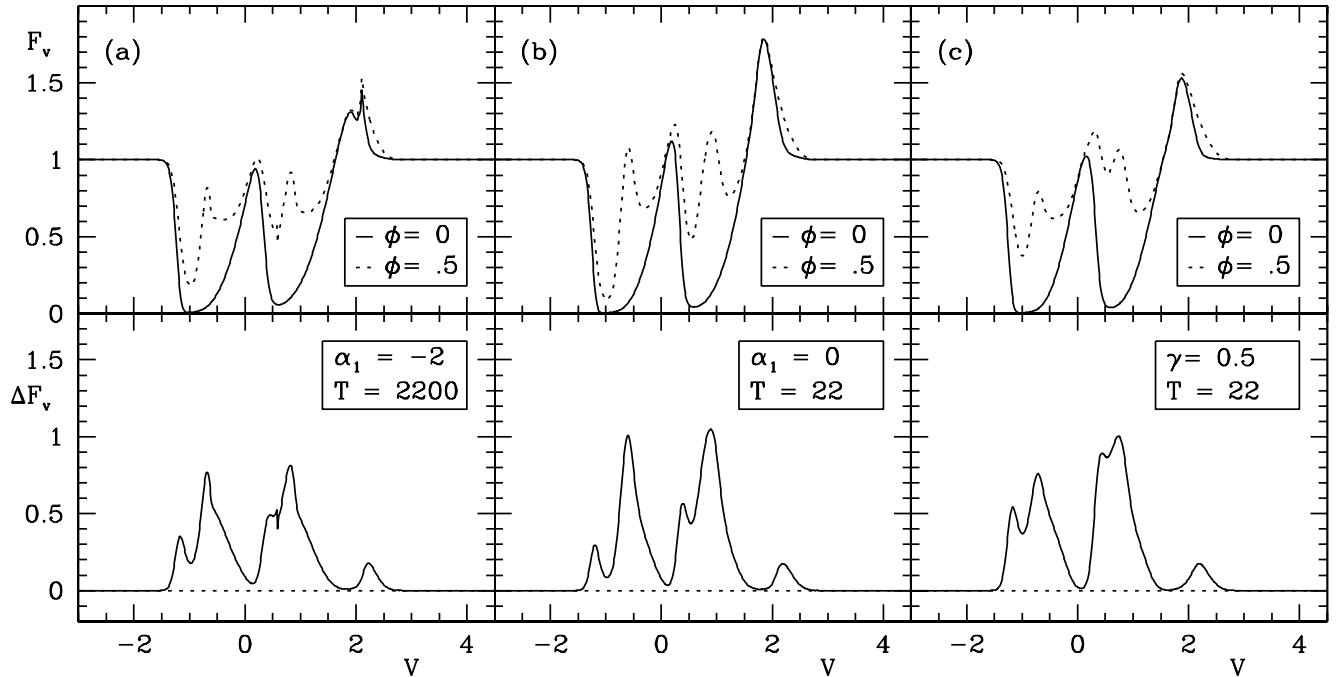 F_v
(a)
(b)
(c)
1.5
1
0.5
0
— ϕ= 0
- - - ϕ= .5
— ϕ= 0
- - - ϕ= .5
— ϕ= 0
- - - ϕ= .5
ΔF_v
1.5
1
0.5
0
α₁ = −2
T = 2200
α₁ = 0
T = 22
γ= 0.5
T = 22
−2 0 2 4
−2 0 2 4
−2 0 2 4
V
V
V